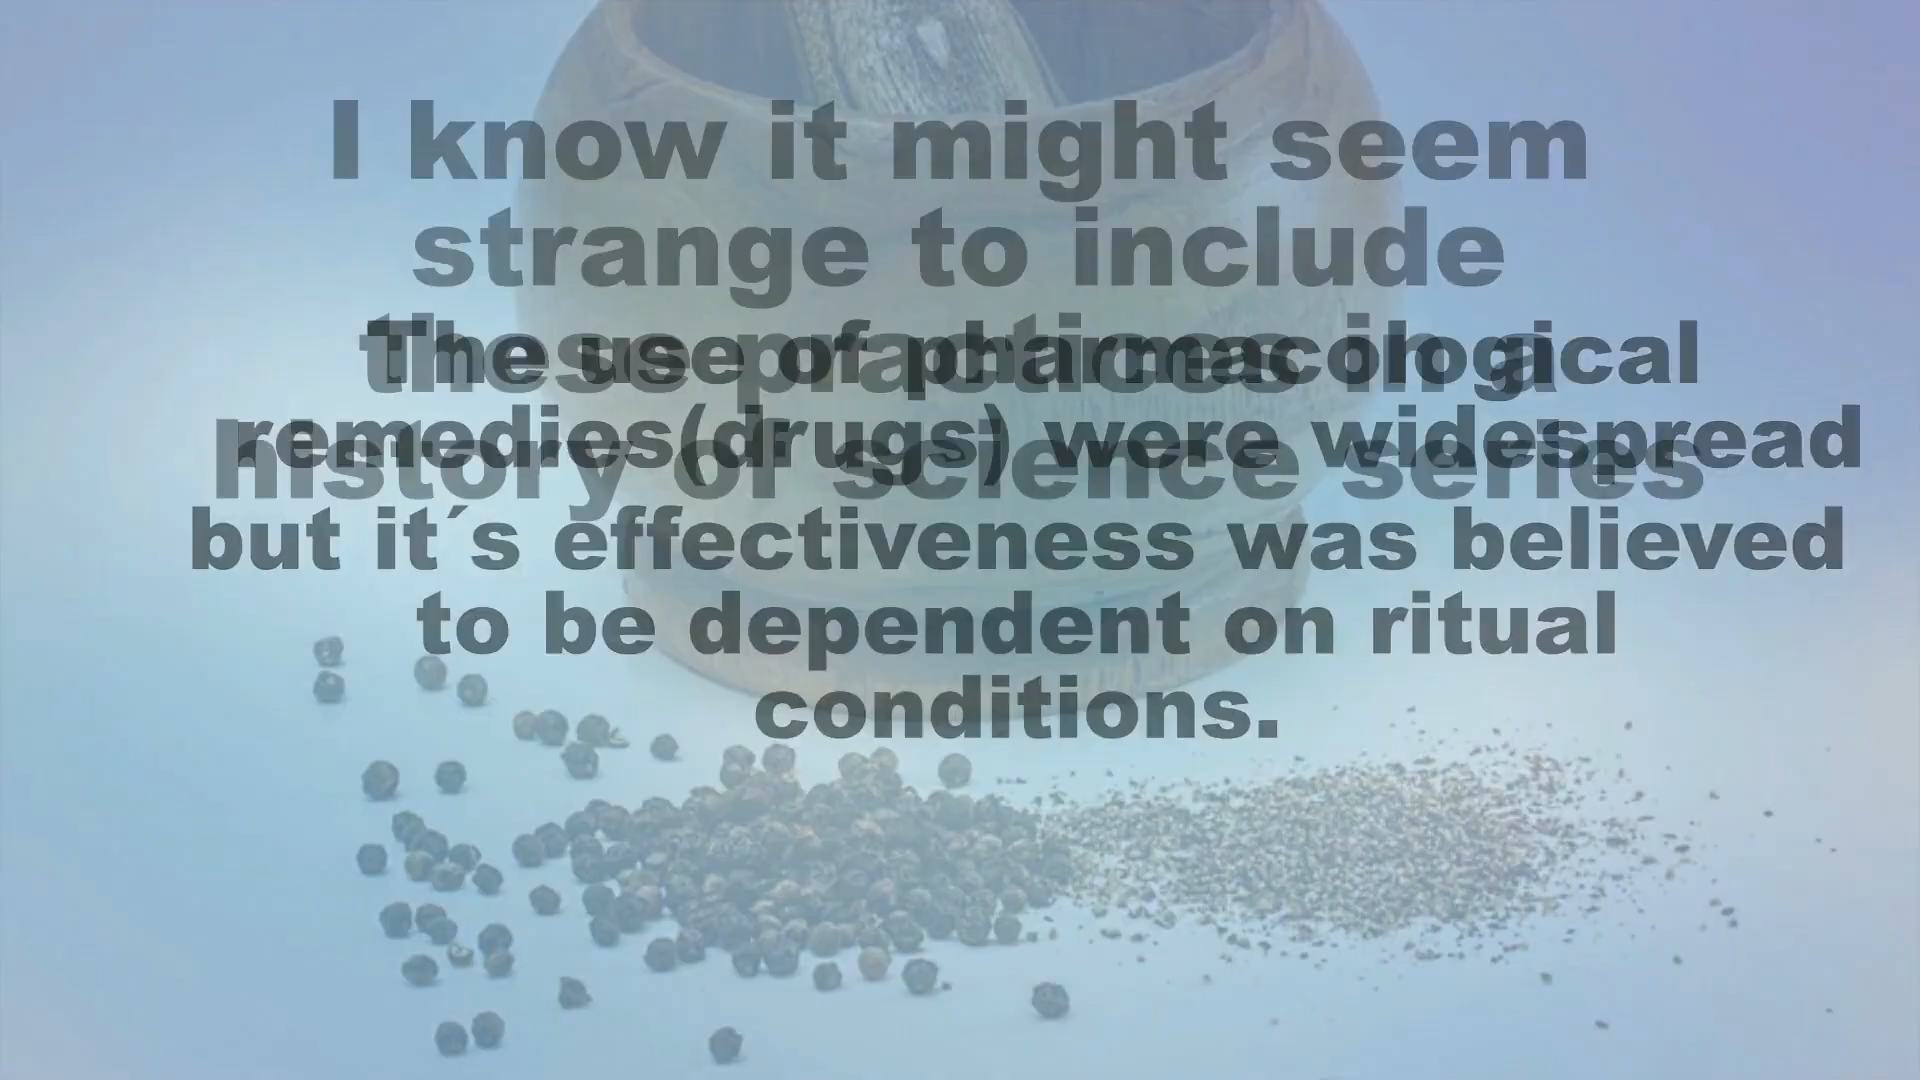 I know it might seem
strange to include
these practices in a
history of science series
The use of pharmacological
remedies(drugs) were widespread
but it´s effectiveness was believed
to be dependent on ritual
conditions.